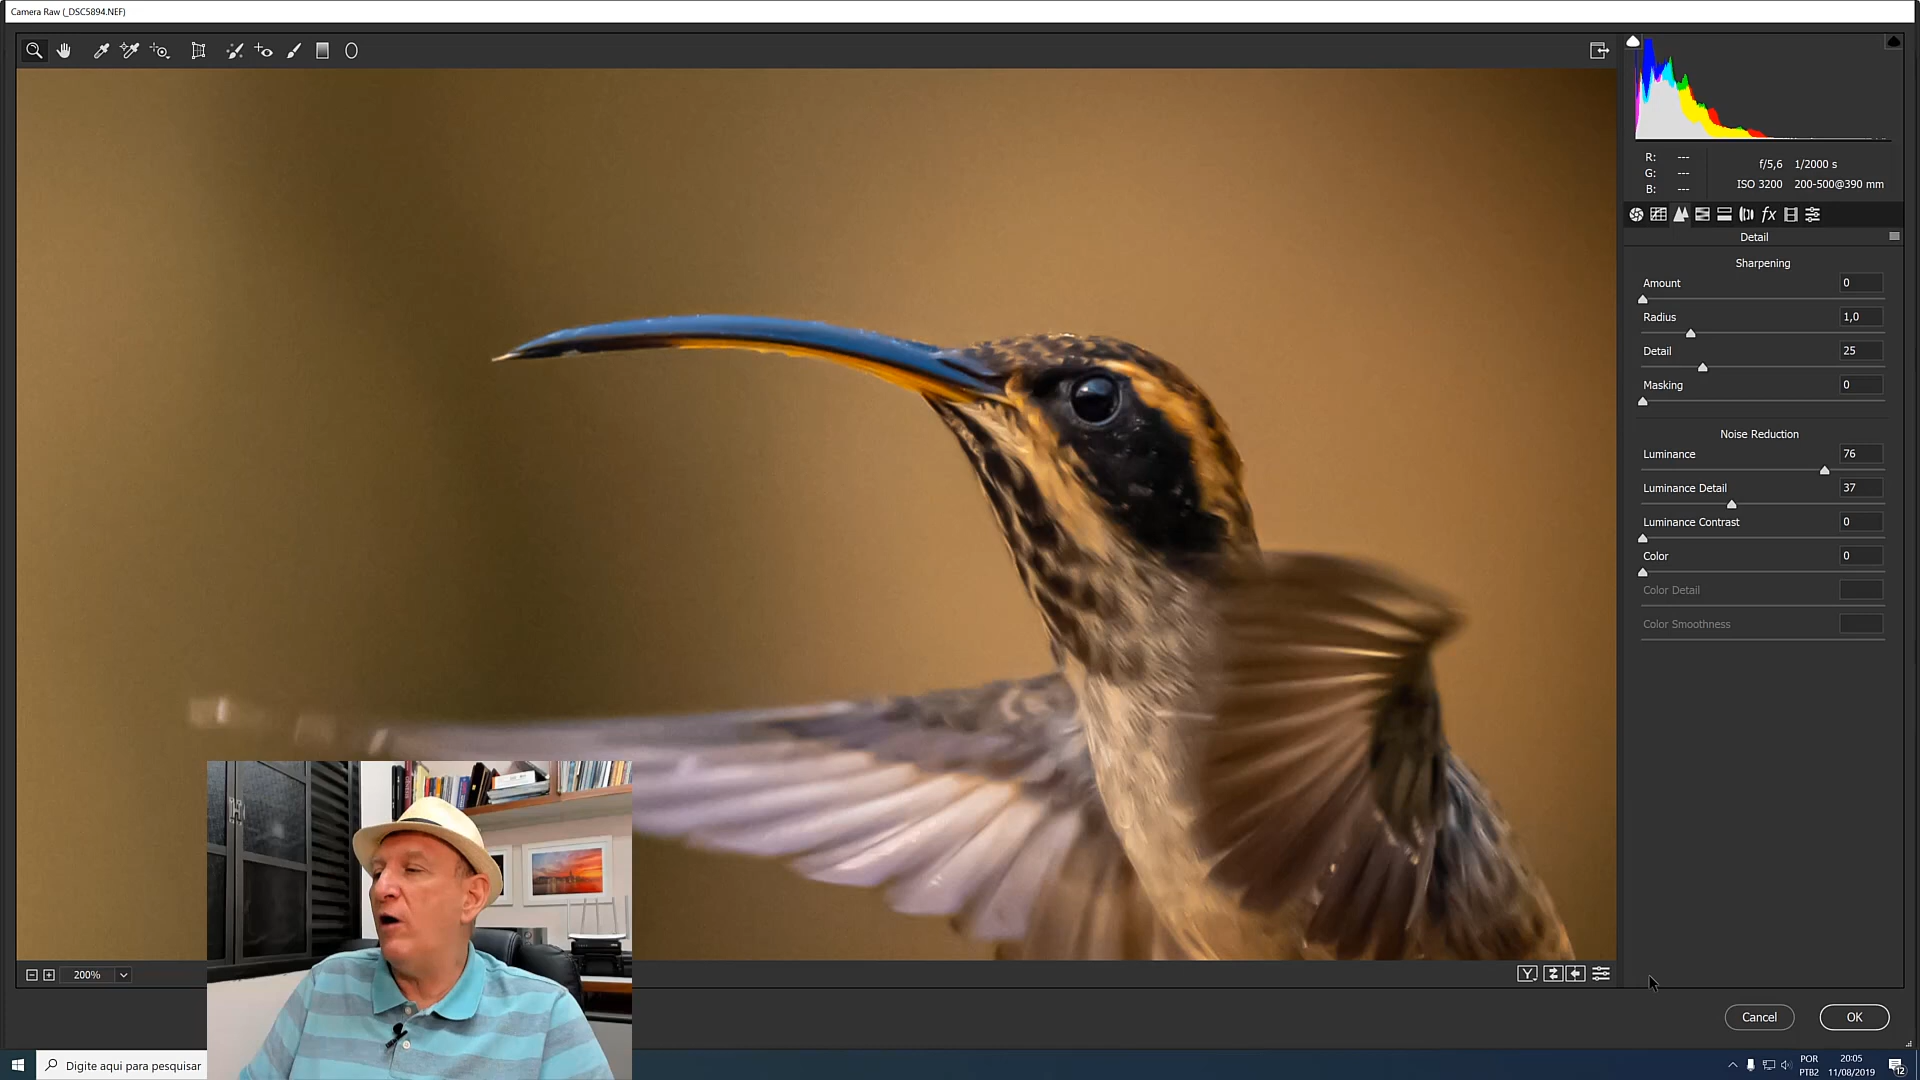 Camera Raw (_DSC5894.NEF)
R: ---
G: ---
B: ---
f/5,6 1/2000 s
ISO 3200 200-500@390 mm
fx
Detail
Sharpening
Amount 0
Radius 1,0
Detail 25
Masking 0
Noise Reduction
Luminance 76
Luminance Detail 37
Luminance Contrast 0
Color 0
Color Detail
Color Smoothness
200%
Y
Cancel OK
Digite aqui para pesquisar
POR
PTB2
20:05
11/08/2019
12